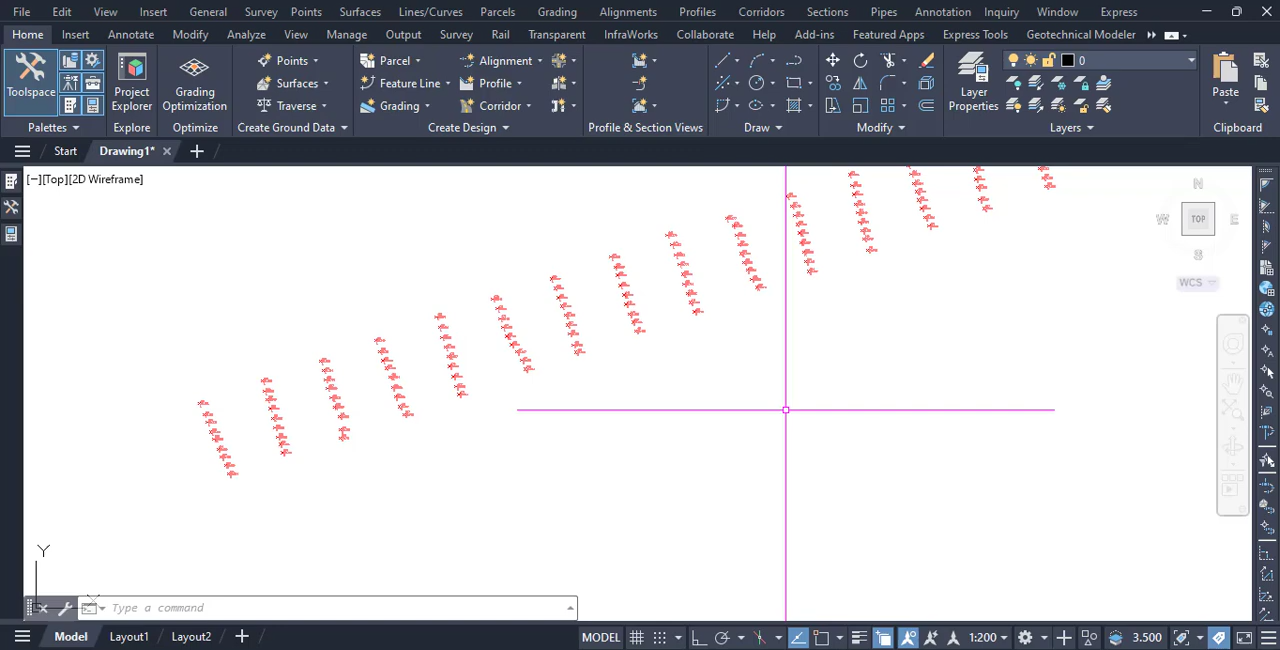 File Edit View Insert General Survey Points Surfaces Lines/Curves Parcels Grading Alignments Profiles Corridors Sections Pipes Annotation Inquiry Window Express
Home Insert Annotate Modify Analyze View Manage Output Survey Rail Transparent InfraWorks Collaborate Help Add-ins Featured Apps Express Tools Geotechnical Modeler
Toolspace
Palettes
Project Explorer
Explore
Grading Optimization
Optimize
Points
Surfaces
Traverse
Create Ground Data
Parcel
Feature Line
Grading
Alignment
Profile
Corridor
Create Design
Profile & Section Views
Draw
Modify
Layer Properties
0
Layers
Paste
Clipboard
Start Drawing1*
[−][Top][2D Wireframe]
N
W TOP E
S
WCS
Y
Type a command
Model Layout1 Layout2 MODEL 1:200 3.500